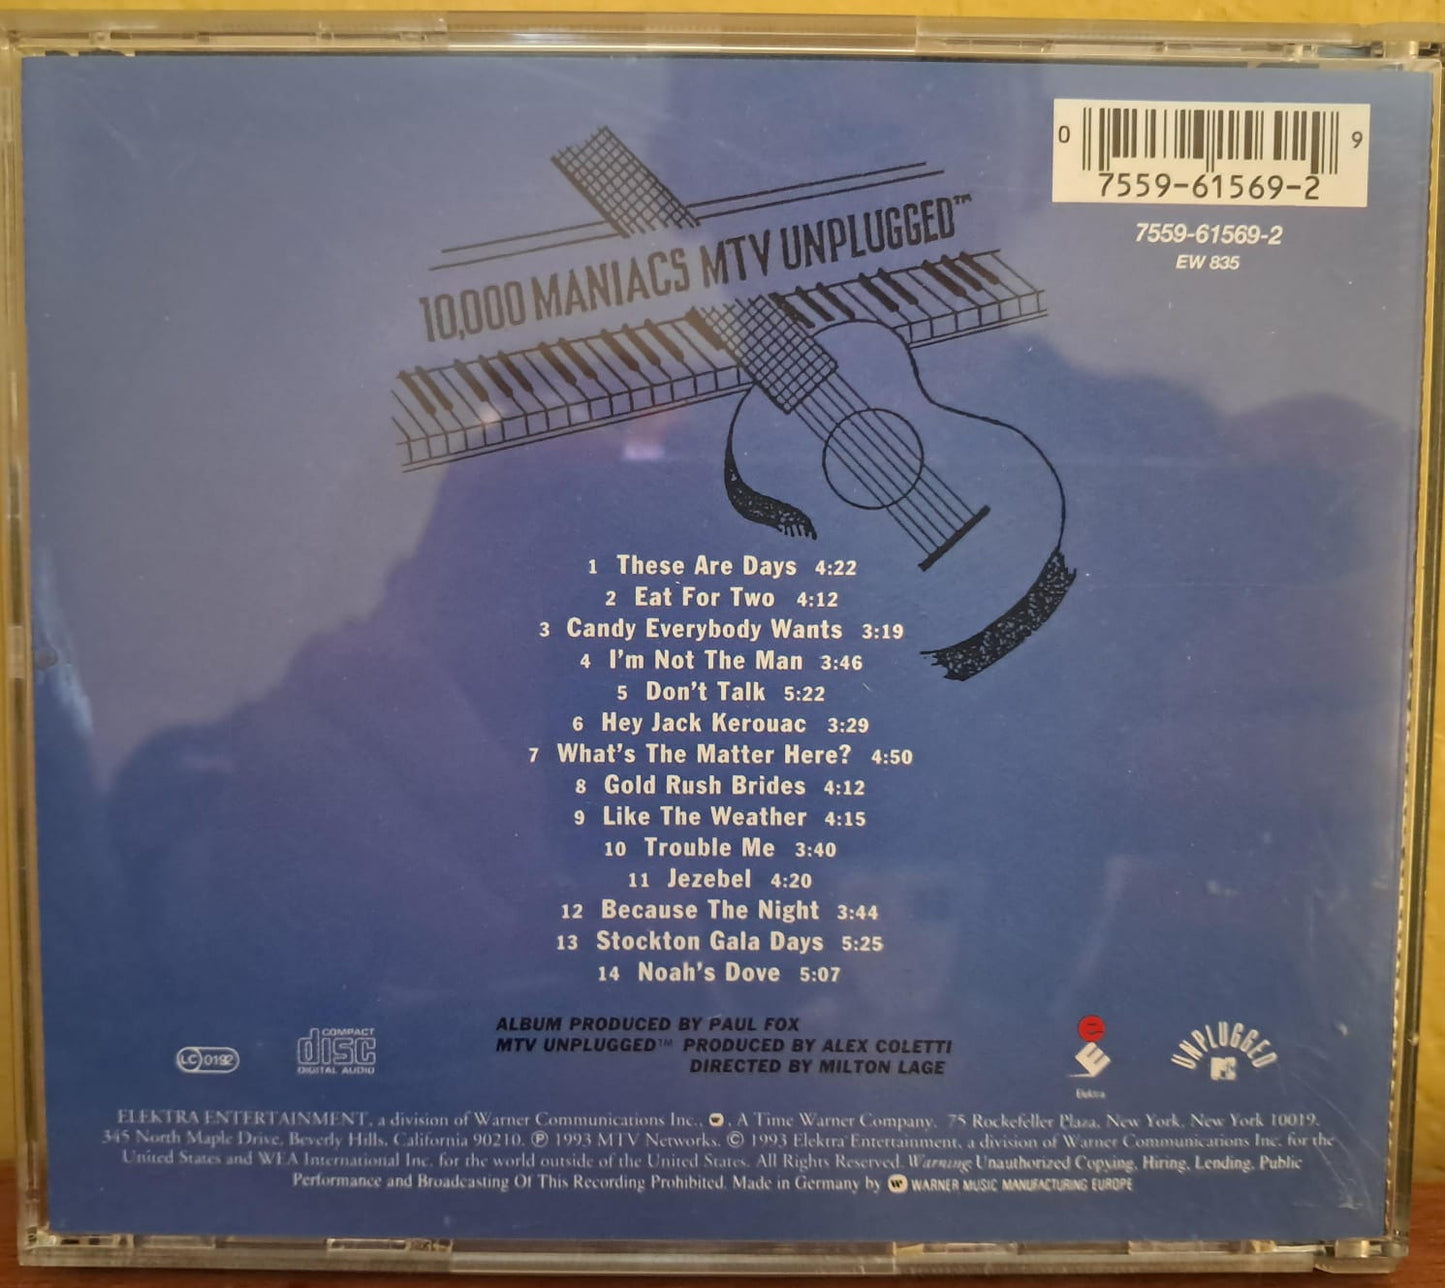 0 9
7559-61569-2
7559-61569-2
EW 835
10,000 MANIACS MTV UNPLUGGED™
1 These Are Days 4:22
2 Eat For Two 4:12
3 Candy Everybody Wants 3:19
4 I'm Not The Man 3:46
5 Don't Talk 5:22
6 Hey Jack Kerouac 3:29
7 What's The Matter Here? 4:50
8 Gold Rush Brides 4:12
9 Like The Weather 4:15
10 Trouble Me 3:40
11 Jezebel 4:20
12 Because The Night 3:44
13 Stockton Gala Days 5:25
14 Noah's Dove 5:07
ALBUM PRODUCED BY PAUL FOX
MTV UNPLUGGED™ PRODUCED BY ALEX COLETTI
DIRECTED BY MILTON LAGE
LC 0192
COMPACT
disc
DIGITAL AUDIO
E
Elektra
UNPLUGGED
MTV
ELEKTRA ENTERTAINMENT, a division of Warner Communications Inc., W, A Time Warner Company. 75 Rockefeller Plaza, New York, New York 10019.
345 North Maple Drive, Beverly Hills, California 90210. ℗ 1993 MTV Networks. © 1993 Elektra Entertainment, a division of Warner Communications Inc. for the
United States and WEA International Inc. for the world outside of the United States. All Rights Reserved. Warning Unauthorized Copying, Hiring, Lending, Public
Performance and Broadcasting Of This Recording Prohibited. Made in Germany by W WARNER MUSIC MANUFACTURING EUROPE